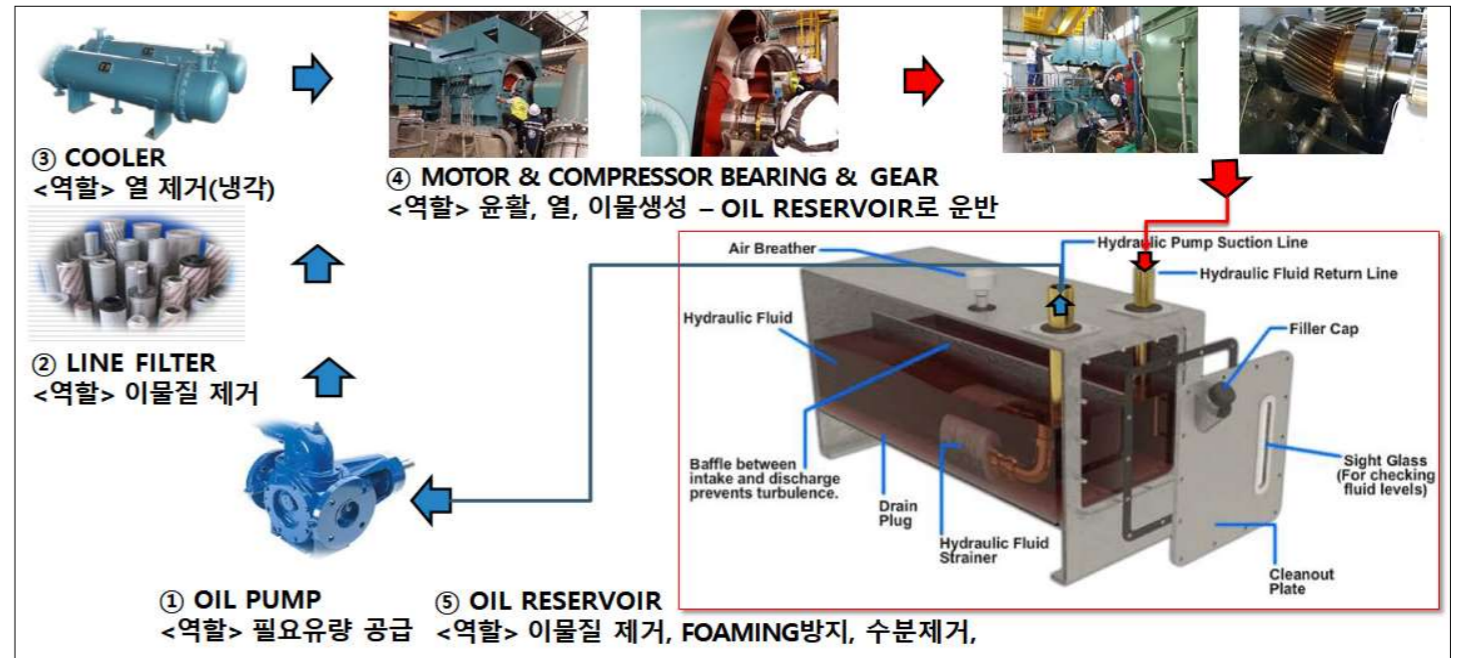 ③ COOLER
<역할> 열 제거(냉각)
④ MOTOR & COMPRESSOR BEARING & GEAR
<역할> 윤활, 열, 이물생성 – OIL RESERVOIR로 운반
② LINE FILTER
<역할> 이물질 제거
Air Breather
Hydraulic Pump Suction Line
Hydraulic Fluid Return Line
Hydraulic Fluid
Filler Cap
Baffle between
intake and discharge
prevents turbulence.
Drain
Plug
Hydraulic Fluid
Strainer
Sight Glass
(For checking
fluid levels)
Cleanout
Plate
① OIL PUMP
<역할> 필요유량 공급
⑤ OIL RESERVOIR
<역할> 이물질 제거, FOAMING방지, 수분제거,